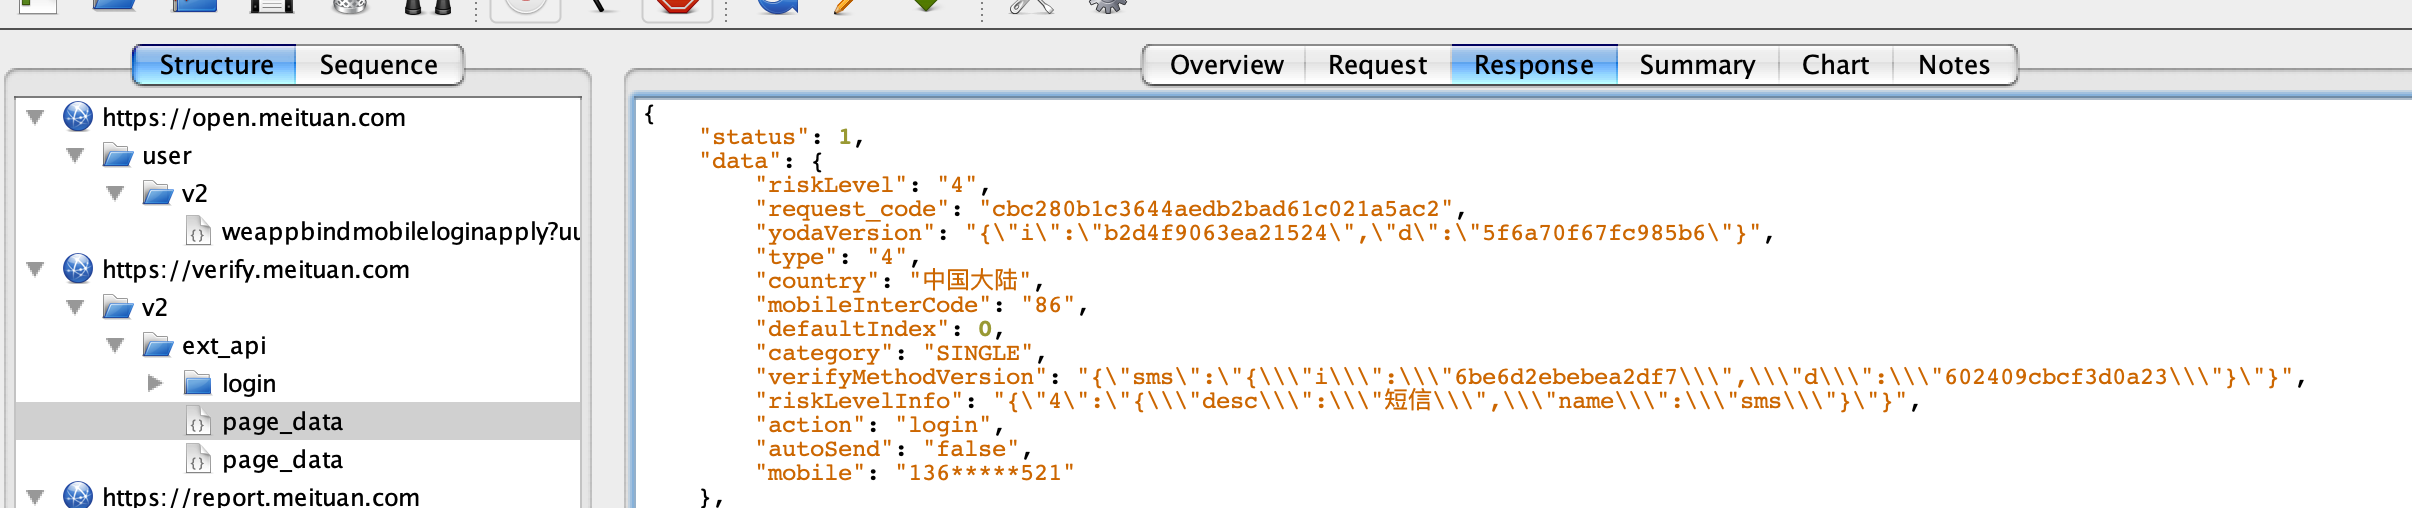 Structure Sequence
https://open.meituan.com
user
v2
weappbindmobileloginapply?uu
https://verify.meituan.com
v2
ext_api
login
page_data
page_data
https://report.meituan.com
Overview Request Response Summary Chart Notes
{
"status": 1,
"data": {
"riskLevel": "4",
"request_code": "cbc280b1c3644aedb2bad61c021a5ac2",
"yodaVersion": "{\"i\":\"b2d4f9063ea21524\",\"d\":\"5f6a70f67fc985b6\"}",
"type": "4",
"country": "中国大陆",
"mobileInterCode": "86",
"defaultIndex": 0,
"category": "SINGLE",
"verifyMethodVersion": "{\"sms\":\"{\\\"i\\\":\\\"6be6d2ebebea2df7\\\",\\\"d\\\":\\\"602409cbcf3d0a23\\\"}\"}",
"riskLevelInfo": "{\"4\":\"{\\\"desc\\\":\\\"短信\\\",\\\"name\\\":\\\"sms\\\"}\"}",
"action": "login",
"autoSend": "false",
"mobile": "136*****521"
},